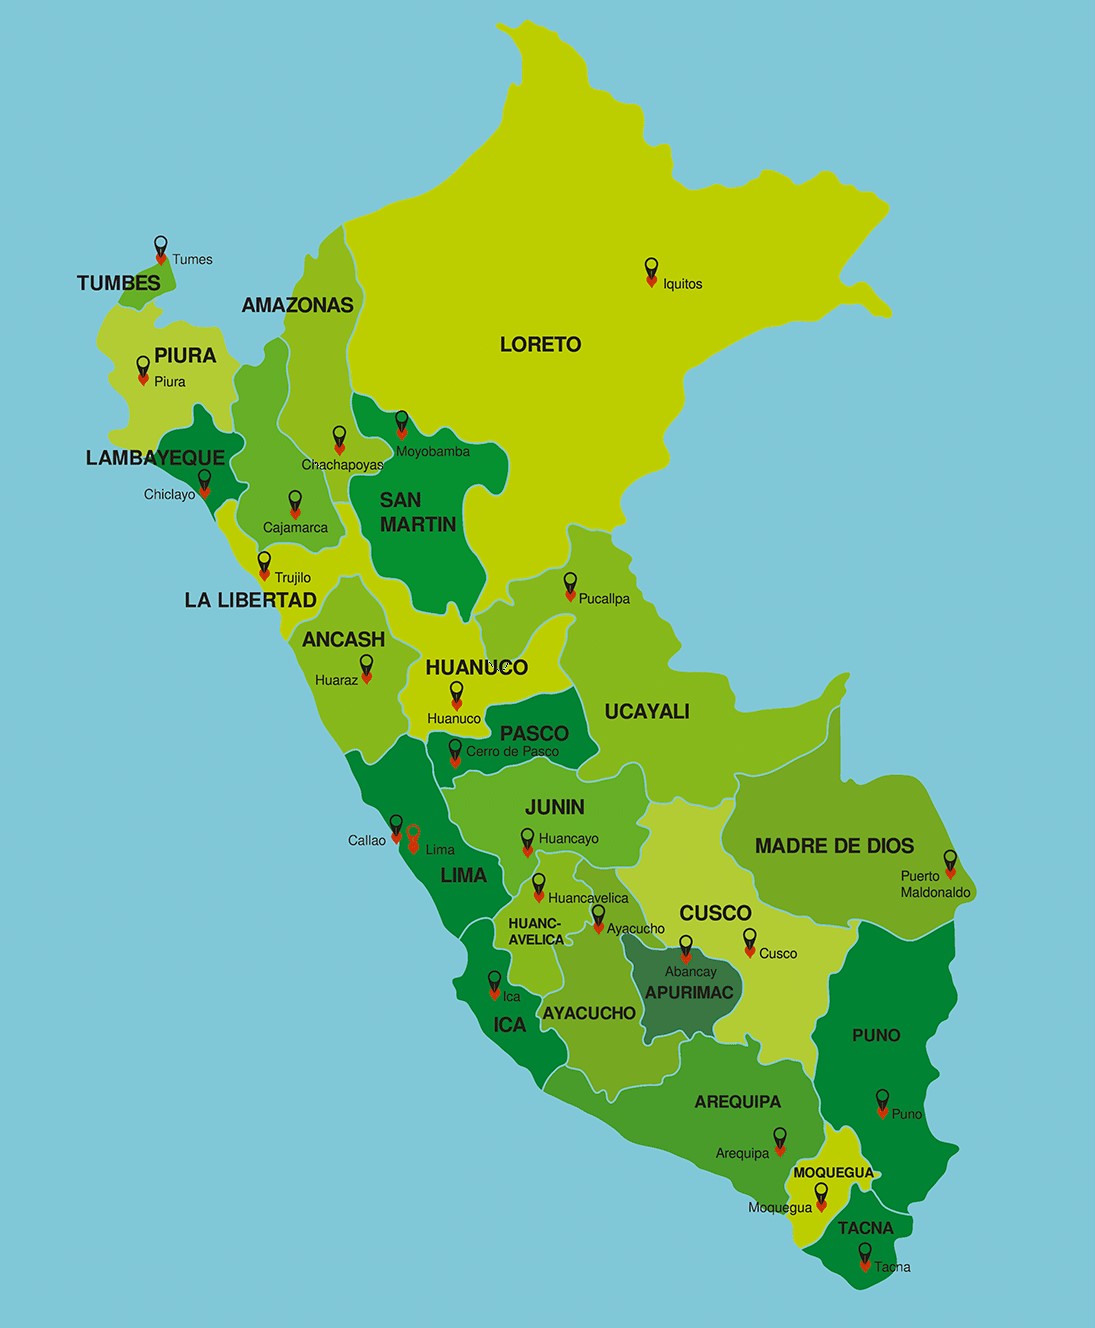 Tumes
TUMBES
AMAZONAS
Iquitos
LORETO
PIURA
Piura
Moyobamba
LAMBAYEQUE
Chachapoyas
Chiclayo
SAN
MARTIN
Cajamarca
Trujilo
LA LIBERTAD
Pucallpa
ANCASH
Huaraz
HUANUCO
Huanuco
UCAYALI
PASCO
Cerro de Pasco
JUNIN
Huancayo
Callao
Lima
LIMA
MADRE DE DIOS
Puerto
Maldonaldo
Huancavelica
HUANC-
AVELICA
Ayacucho
CUSCO
Cusco
Abancay
APURIMAC
Ica
ICA
AYACUCHO
PUNO
Puno
AREQUIPA
Arequipa
MOQUEGUA
Moquegua
TACNA
Tacna